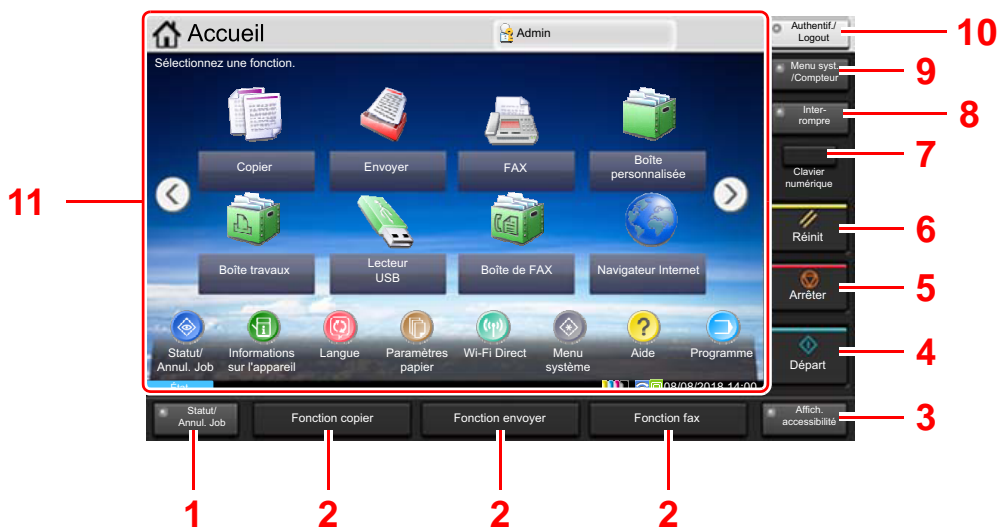 Accueil
Admin
Authentif./
Logout
10
Sélectionnez une fonction.
Menu syst.
/Compteur
9
Inter-
rompre
8
7
Clavier
numérique
Copier
Envoyer
FAX
Boîte
personnalisée
11
Réinit
6
Boîte travaux
Lecteur
USB
Boîte de FAX
Navigateur Internet
Arrêter
5
Statut/
Annul. Job
Informations
sur l'appareil
Langue
Paramètres
papier
Wi-Fi Direct
Menu
système
Aide
Programme
Départ
4
État
08/08/2018 14:00
Statut/
Annul. Job
Fonction copier
Fonction envoyer
Fonction fax
Affich.
accessibilité
3
1
2
2
2